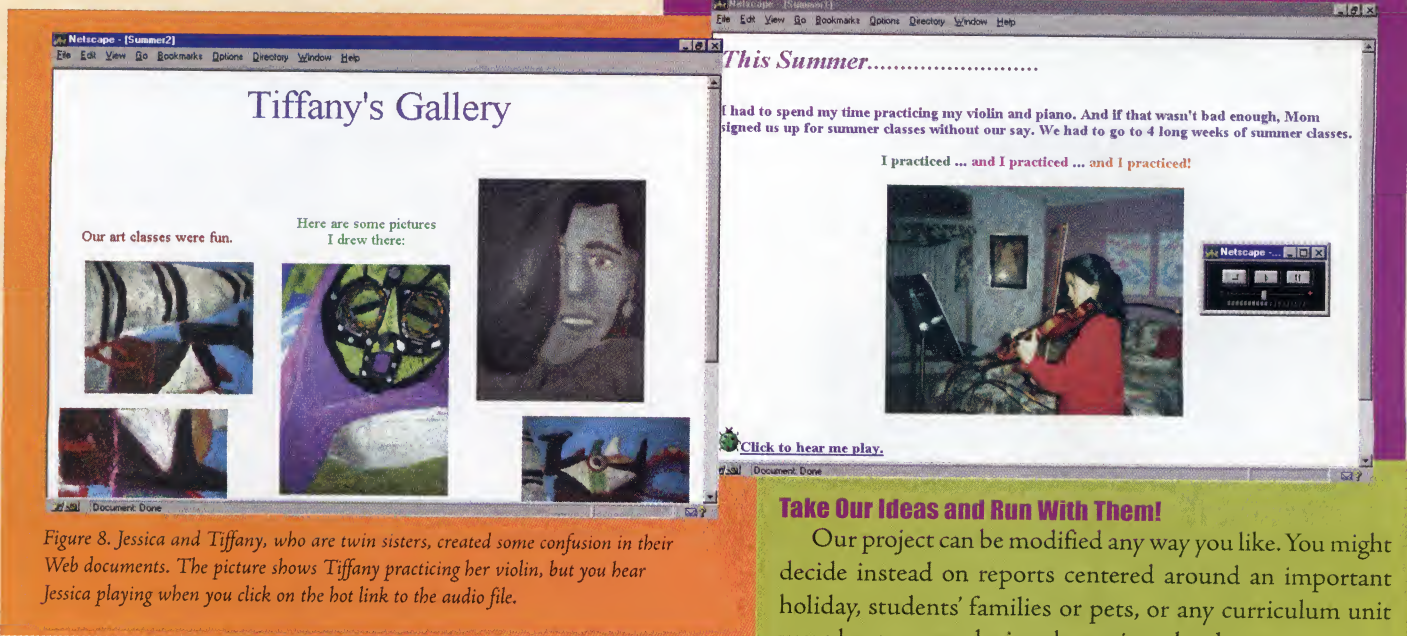 Netscape - [Summer2]
File Edit View Go Bookmarks Options Directory Window Help
Tiffany's Gallery
Our art classes were fun.
Here are some pictures
I drew there:
Document: Done
Figure 8. Jessica and Tiffany, who are twin sisters, created some confusion in their
Web documents. The picture shows Tiffany practicing her violin, but you hear
Jessica playing when you click on the hot link to the audio file.
Netscape - [Summer1]
File Edit View Go Bookmarks Options Directory Window Help
This Summer..........................
I had to spend my time practicing my violin and piano. And if that wasn't bad enough, Mom
signed us up for summer classes without our say. We had to go to 4 long weeks of summer classes.
I practiced ... and I practiced ... and I practiced!
Netscape -...
Click to hear me play.
Document: Done
Take Our Ideas and Run With Them!
Our project can be modified any way you like. You might
decide instead on reports centered around an important
holiday, students' families or pets, or any curriculum unit